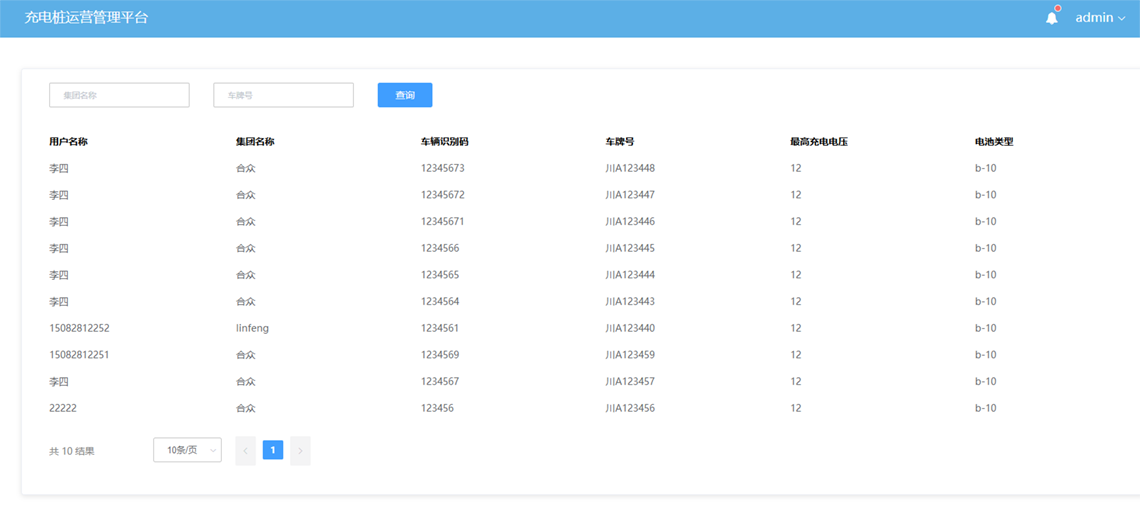 充电桩运营管理平台 admin
集团名称 车牌号 查询
用户名称 集团名称 车辆识别码 车牌号 最高充电电压 电池类型
李四 合众 12345673 川A123448 12 b-10
李四 合众 12345672 川A123447 12 b-10
李四 合众 12345671 川A123446 12 b-10
李四 合众 1234566 川A123445 12 b-10
李四 合众 1234565 川A123444 12 b-10
李四 合众 1234564 川A123443 12 b-10
15082812252 linfeng 1234561 川A123440 12 b-10
15082812251 合众 1234569 川A123459 12 b-10
李四 合众 1234567 川A123457 12 b-10
22222 合众 123456 川A123456 12 b-10
共 10 结果 10条/页 1